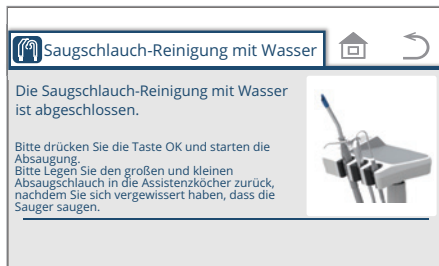 Saugschlauch-Reinigung mit Wasser
Die Saugschlauch-Reinigung mit Wasser
ist abgeschlossen.
Bitte drücken Sie die Taste OK und starten die
Absaugung.
Bitte Legen Sie den großen und kleinen
Absaugschlauch in die Assistenzköcher zurück,
nachdem Sie sich vergewissert haben, dass die
Sauger saugen.